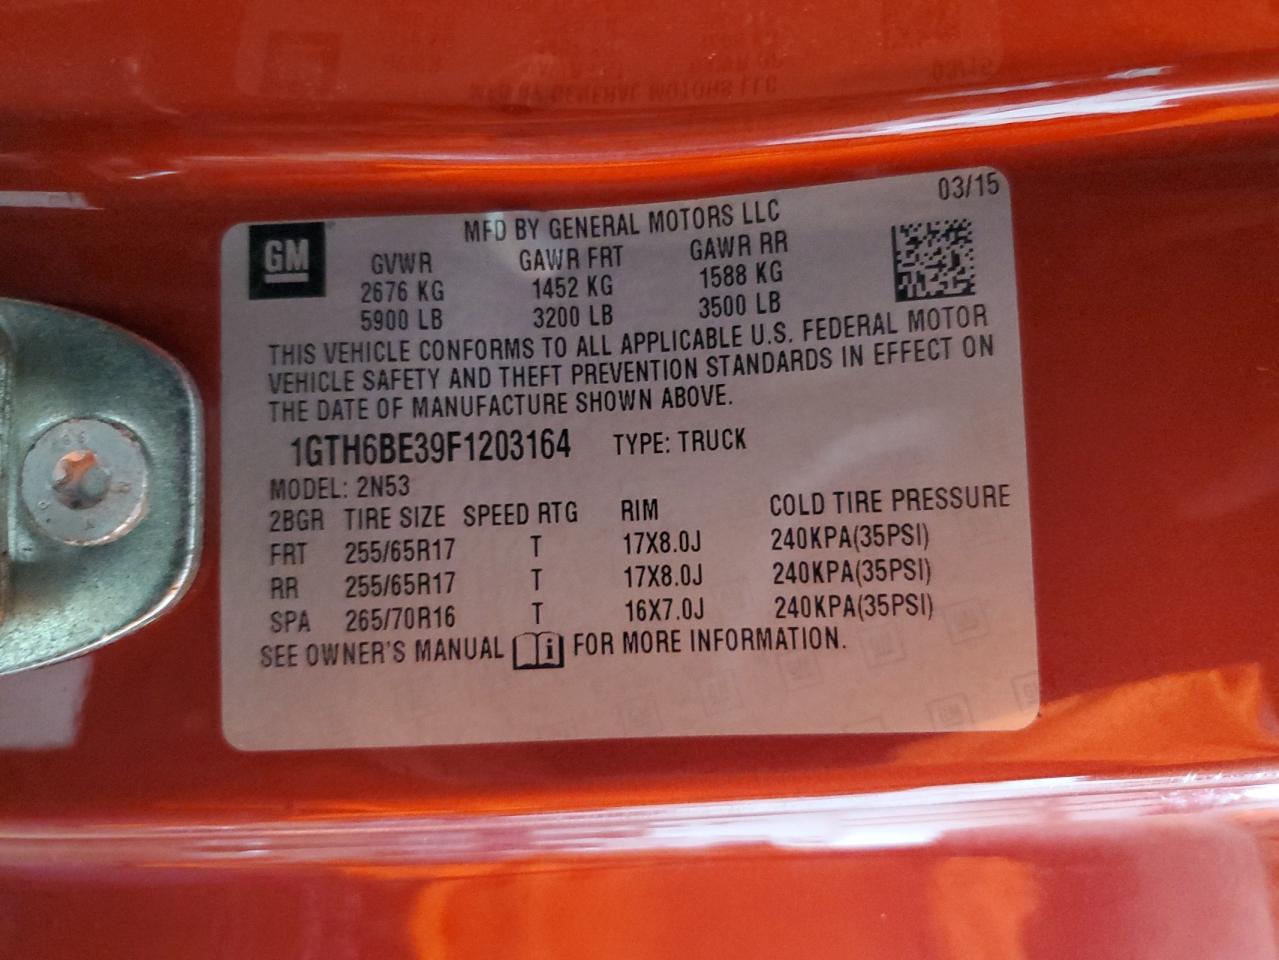 03/15
MFD BY GENERAL MOTORS LLC
GM
GVWR GAWR FRT GAWR RR
2676 KG 1452 KG 1588 KG
5900 LB 3200 LB 3500 LB
THIS VEHICLE CONFORMS TO ALL APPLICABLE U.S. FEDERAL MOTOR
VEHICLE SAFETY AND THEFT PREVENTION STANDARDS IN EFFECT ON
THE DATE OF MANUFACTURE SHOWN ABOVE.
1GTH6BE39F1203164 TYPE: TRUCK
MODEL: 2N53
2BGR TIRE SIZE SPEED RTG RIM COLD TIRE PRESSURE
FRT 255/65R17 T 17X8.0J 240KPA(35PSI)
RR 255/65R17 T 17X8.0J 240KPA(35PSI)
SPA 265/70R16 T 16X7.0J 240KPA(35PSI)
SEE OWNER'S MANUAL i FOR MORE INFORMATION.